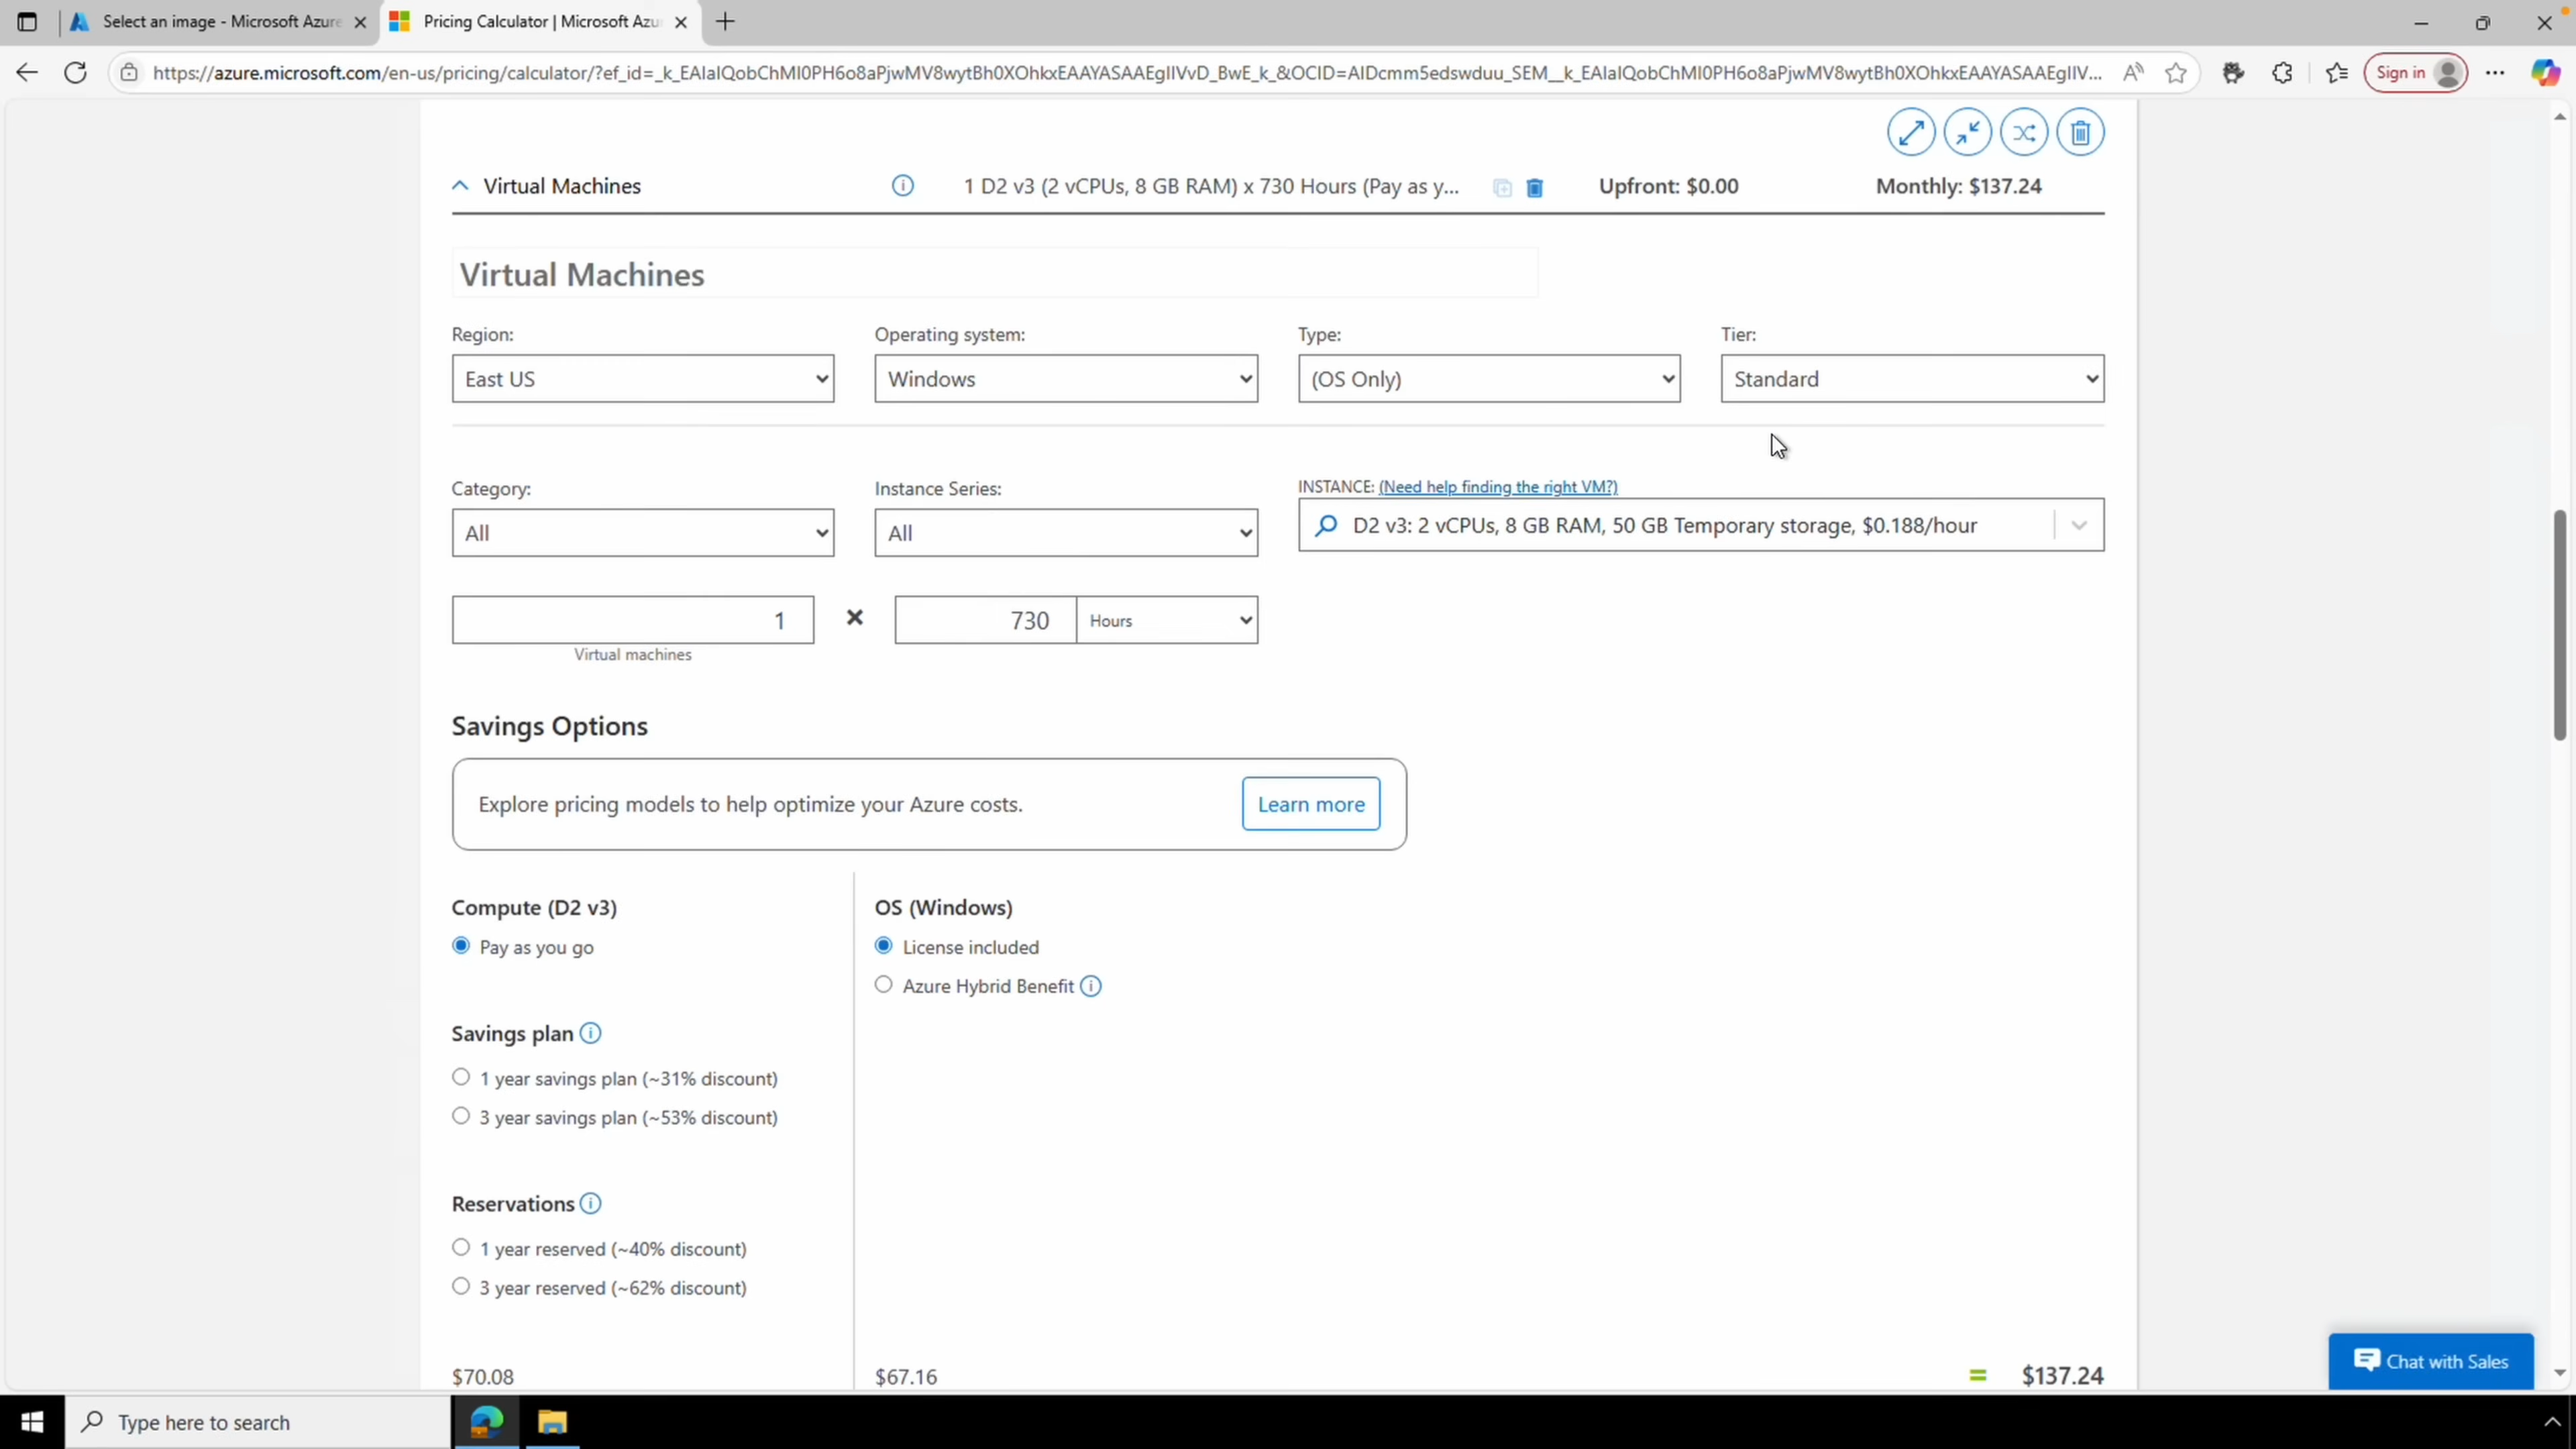 Select an image - Microsoft Azure
Pricing Calculator | Microsoft Azu
https://azure.microsoft.com/en-us/pricing/calculator/?ef_id=_k_EAIaIQobChMI0PH6o8aPjwMV8wytBh0XOhkxEAAYASAAEgIIVvD_BwE_k_&OCID=AIDcmm5edswduu_SEM__k_EAIaIQobChMI0PH6o8aPjwMV8wytBh0XOhkxEAAYASAAEgIIV...
Sign in
Virtual Machines
1 D2 v3 (2 vCPUs, 8 GB RAM) x 730 Hours (Pay as y...
Upfront: $0.00
Monthly: $137.24
Virtual Machines
Region:
Operating system:
Type:
Tier:
East US
Windows
(OS Only)
Standard
Category:
Instance Series:
INSTANCE: (Need help finding the right VM?)
All
All
D2 v3: 2 vCPUs, 8 GB RAM, 50 GB Temporary storage, $0.188/hour
1
×
730
Hours
Virtual machines
Savings Options
Explore pricing models to help optimize your Azure costs.
Learn more
Compute (D2 v3)
OS (Windows)
Pay as you go
License included
Azure Hybrid Benefit
Savings plan
1 year savings plan (~31% discount)
3 year savings plan (~53% discount)
Reservations
1 year reserved (~40% discount)
3 year reserved (~62% discount)
$70.08
$67.16
= $137.24
Chat with Sales
Type here to search